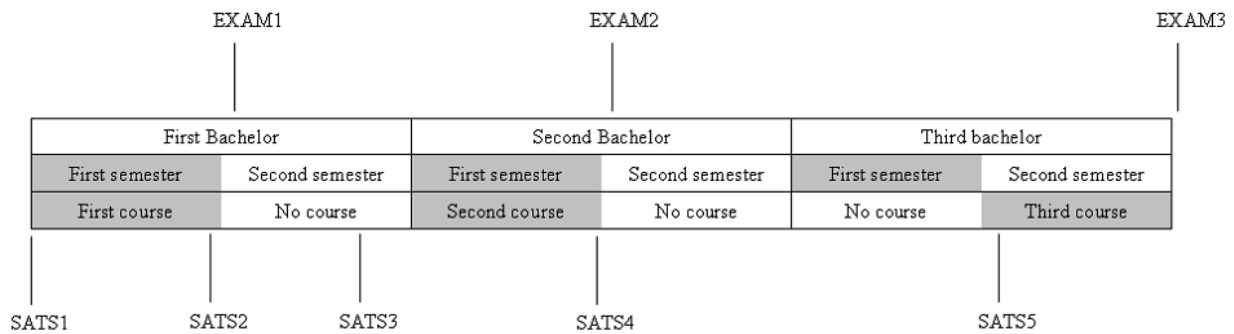 EXAM1 EXAM2 EXAM3
First Bachelor Second Bachelor Third bachelor
First semester Second semester First semester Second semester First semester Second semester
First course No course Second course No course No course Third course
SATS1 SATS2 SATS3 SATS4 SATS5